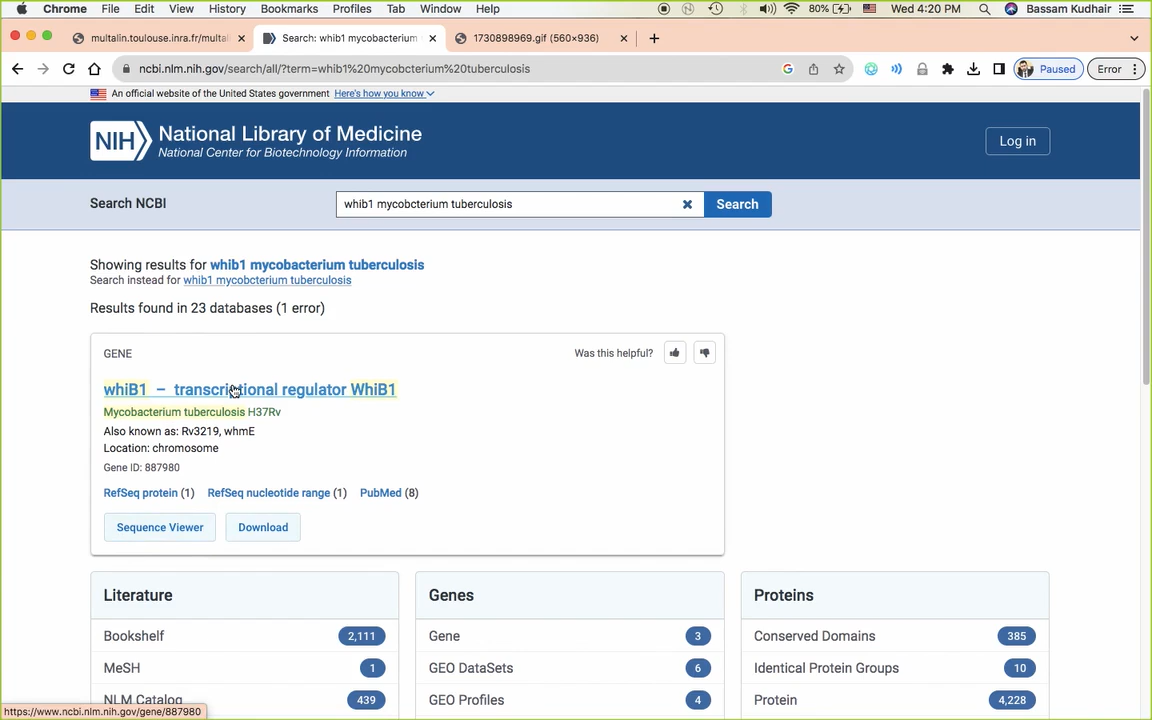 Chrome File Edit View History Bookmarks Profiles Tab Window Help 80% Wed 4:20 PM Bassam Kudhair
multalin.toulouse.inra.fr/multal Search: whib1 mycobacterium 1730898969.gif (560×936)
ncbi.nlm.nih.gov/search/all/?term=whib1%20mycobcterium%20tuberculosis Paused Error
An official website of the United States government Here's how you know
NIH National Library of Medicine
National Center for Biotechnology Information
Log in
Search NCBI whib1 mycobcterium tuberculosis Search
Showing results for whib1 mycobacterium tuberculosis
Search instead for whib1 mycobcterium tuberculosis
Results found in 23 databases (1 error)
GENE Was this helpful?
whiB1 – transcriptional regulator WhiB1
Mycobacterium tuberculosis H37Rv
Also known as: Rv3219, whmE
Location: chromosome
Gene ID: 887980
RefSeq protein (1) RefSeq nucleotide range (1) PubMed (8)
Sequence Viewer Download
Literature Genes Proteins
Bookshelf 2,111 Gene 3 Conserved Domains 385
MeSH 1 GEO DataSets 6 Identical Protein Groups 10
NLM Catalog 439 GEO Profiles 4 Protein 4,228
https://www.ncbi.nlm.nih.gov/gene/887980